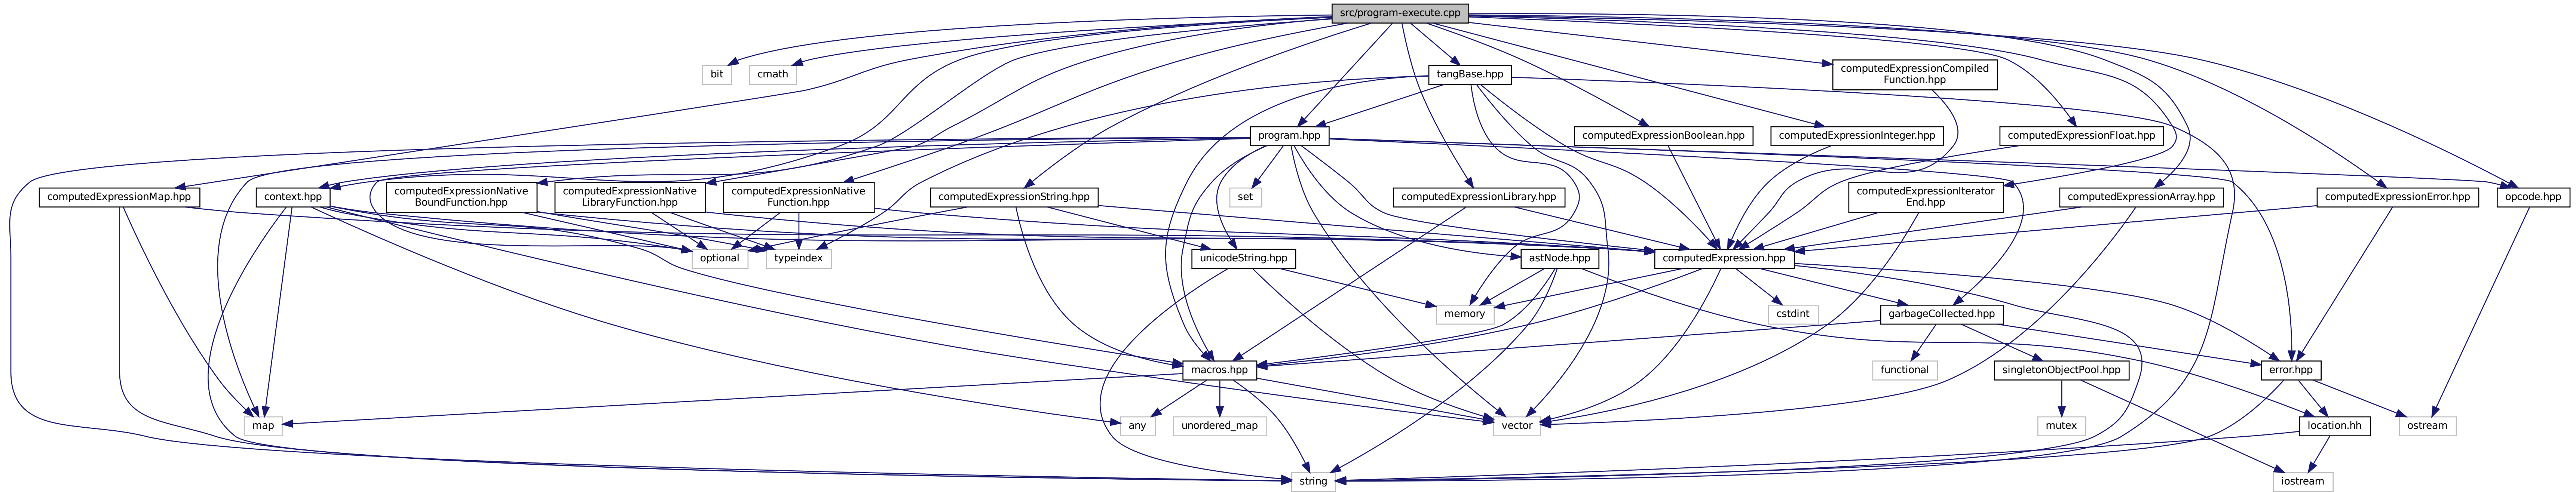 src/program-execute.cpp
bit
cmath
tangBase.hpp
computedExpressionCompiled
Function.hpp
program.hpp
computedExpressionBoolean.hpp
computedExpressionInteger.hpp
computedExpressionFloat.hpp
computedExpressionMap.hpp
context.hpp
computedExpressionNative
BoundFunction.hpp
computedExpressionNative
LibraryFunction.hpp
computedExpressionNative
Function.hpp
computedExpressionString.hpp
set
computedExpressionLibrary.hpp
computedExpressionIterator
End.hpp
computedExpressionArray.hpp
computedExpressionError.hpp
opcode.hpp
optional
typeindex
unicodeString.hpp
astNode.hpp
computedExpression.hpp
memory
cstdint
garbageCollected.hpp
macros.hpp
functional
singletonObjectPool.hpp
error.hpp
map
any
unordered_map
vector
mutex
location.hh
ostream
string
iostream